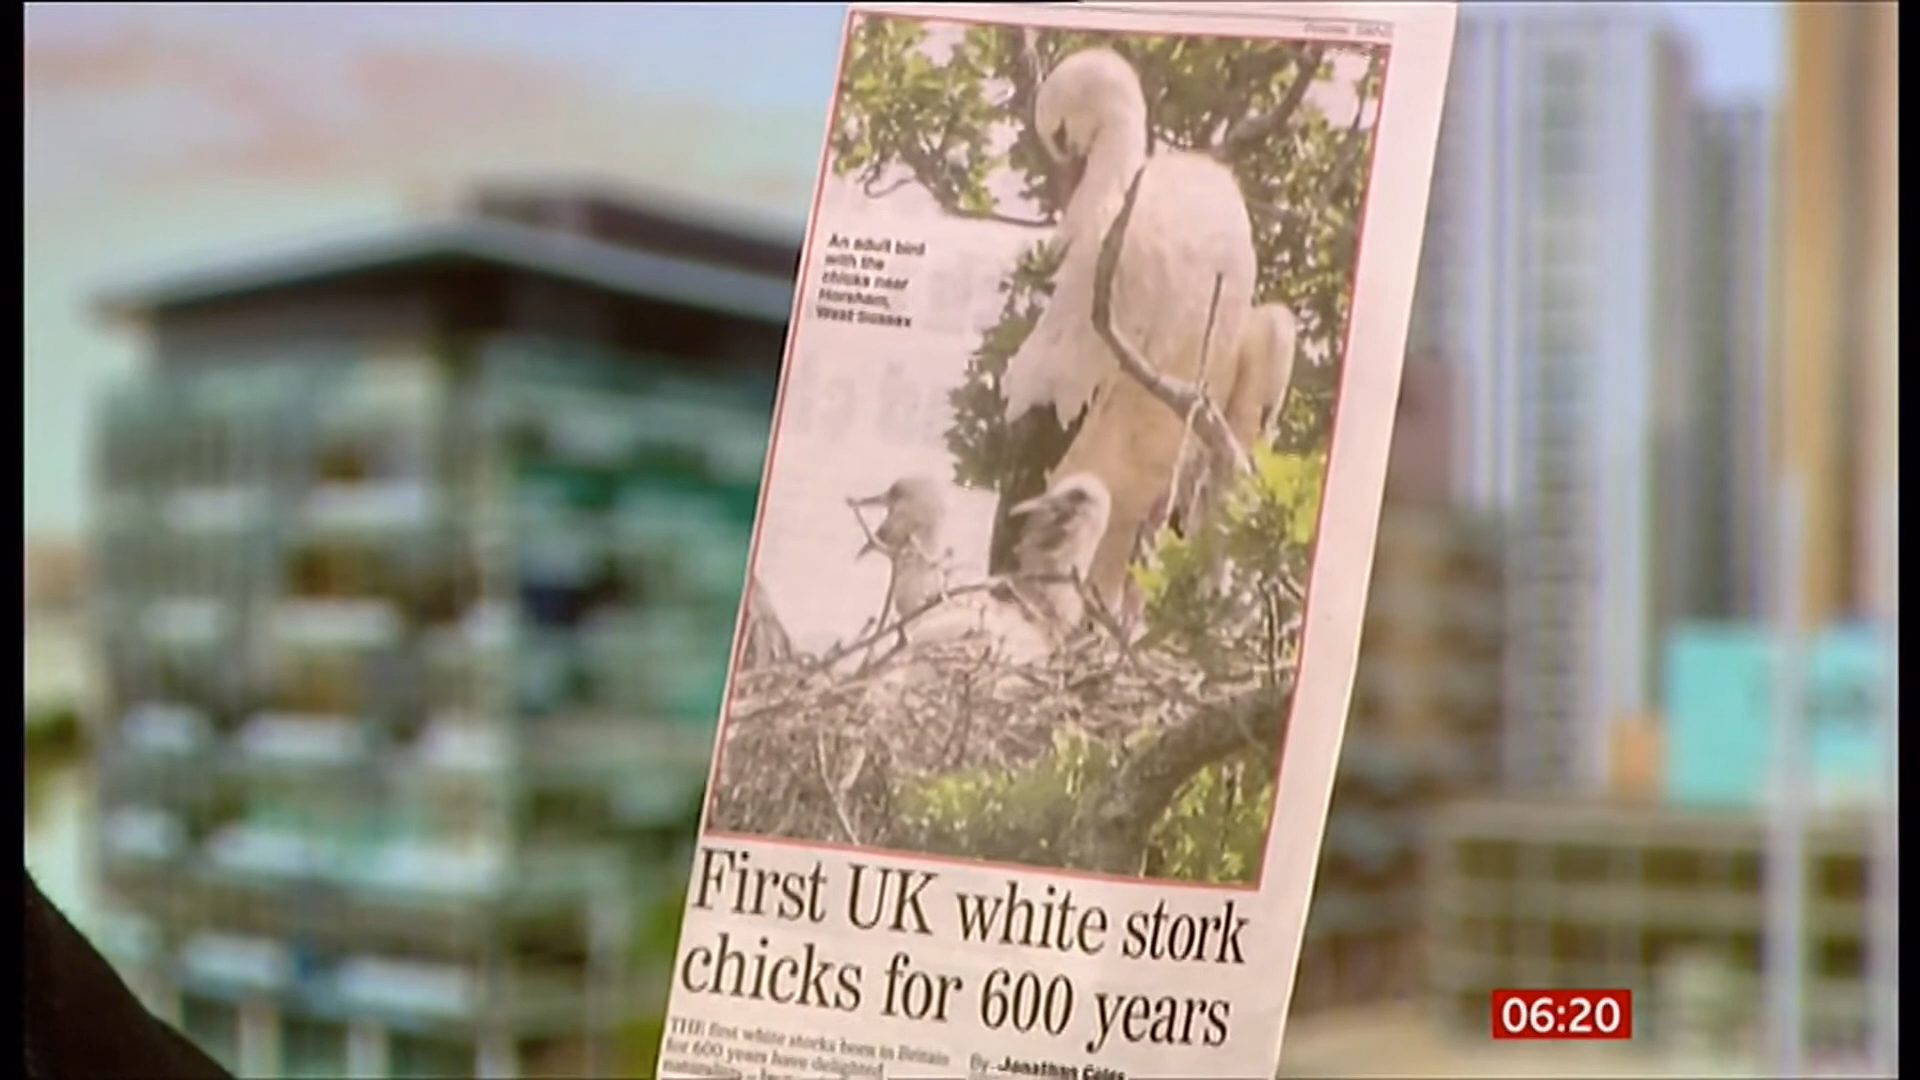 An adult bird
with the
chicks near
Horsham,
West Sussex
First UK white stork
chicks for 600 years
THE first white storks born in Britain
for 600 years have delighted
By Jonathan
06:20